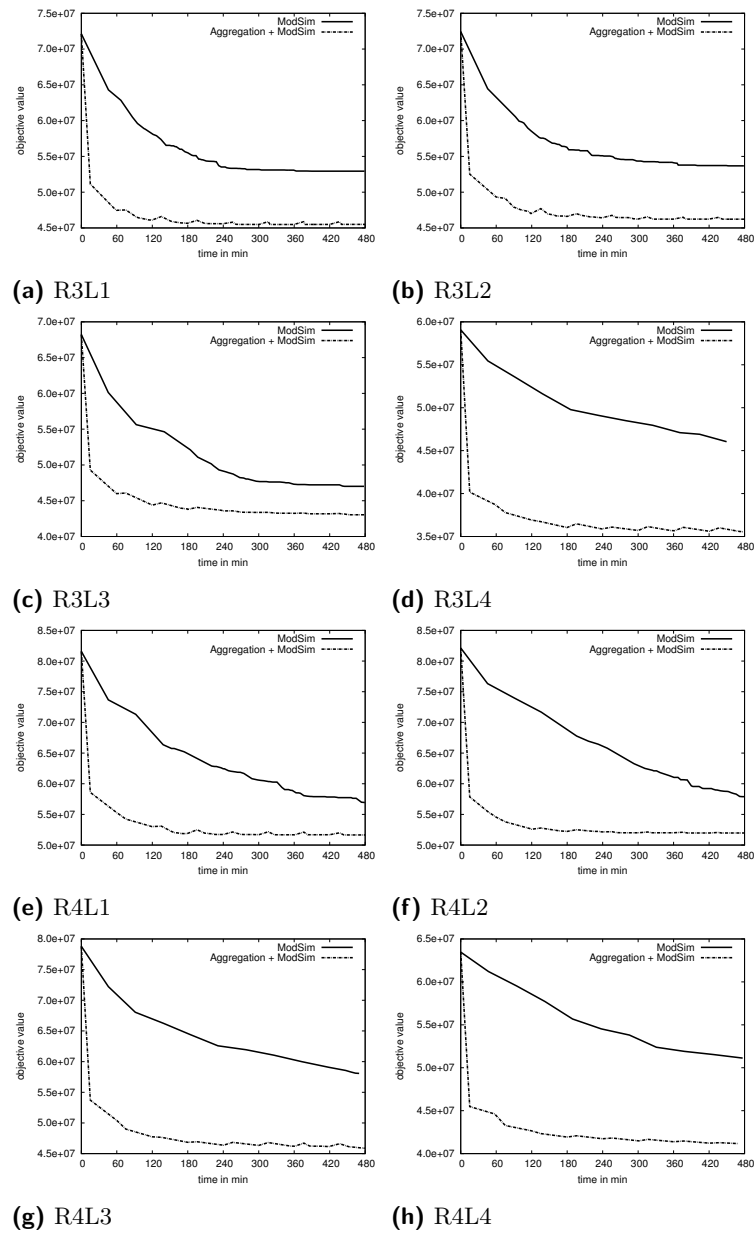 7.5e+07
7.0e+07
6.5e+07
6.0e+07
5.5e+07
5.0e+07
4.5e+07
objective value
ModSim
Aggregation + ModSim
0 60 120 180 240 300 360 420 480
time in min
(a) R3L1
7.5e+07
7.0e+07
6.5e+07
6.0e+07
5.5e+07
5.0e+07
4.5e+07
objective value
ModSim
Aggregation + ModSim
0 60 120 180 240 300 360 420 480
time in min
(b) R3L2
7.0e+07
6.5e+07
6.0e+07
5.5e+07
5.0e+07
4.5e+07
4.0e+07
objective value
ModSim
Aggregation + ModSim
0 60 120 180 240 300 360 420 480
time in min
(c) R3L3
6.0e+07
5.5e+07
5.0e+07
4.5e+07
4.0e+07
3.5e+07
objective value
ModSim
Aggregation + ModSim
0 60 120 180 240 300 360 420 480
time in min
(d) R3L4
8.5e+07
8.0e+07
7.5e+07
7.0e+07
6.5e+07
6.0e+07
5.5e+07
5.0e+07
objective value
ModSim
Aggregation + ModSim
0 60 120 180 240 300 360 420 480
time in min
(e) R4L1
8.5e+07
8.0e+07
7.5e+07
7.0e+07
6.5e+07
6.0e+07
5.5e+07
5.0e+07
objective value
ModSim
Aggregation + ModSim
0 60 120 180 240 300 360 420 480
time in min
(f) R4L2
8.0e+07
7.5e+07
7.0e+07
6.5e+07
6.0e+07
5.5e+07
5.0e+07
4.5e+07
objective value
ModSim
Aggregation + ModSim
0 60 120 180 240 300 360 420 480
time in min
(g) R4L3
6.5e+07
6.0e+07
5.5e+07
5.0e+07
4.5e+07
4.0e+07
objective value
ModSim
Aggregation + ModSim
0 60 120 180 240 300 360 420 480
time in min
(h) R4L4